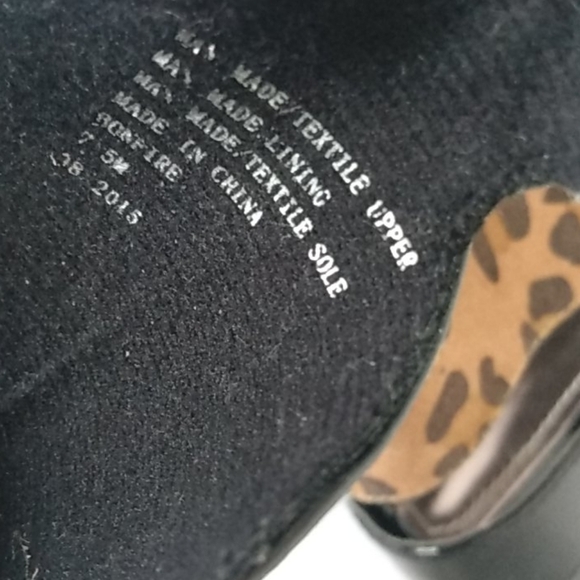 MAN MADE/TEXTILE UPPER
MAN MADE LINING
MAN MADE/TEXTILE SOLE
MADE IN CHINA
BONFIRE
7.5M
08 2015